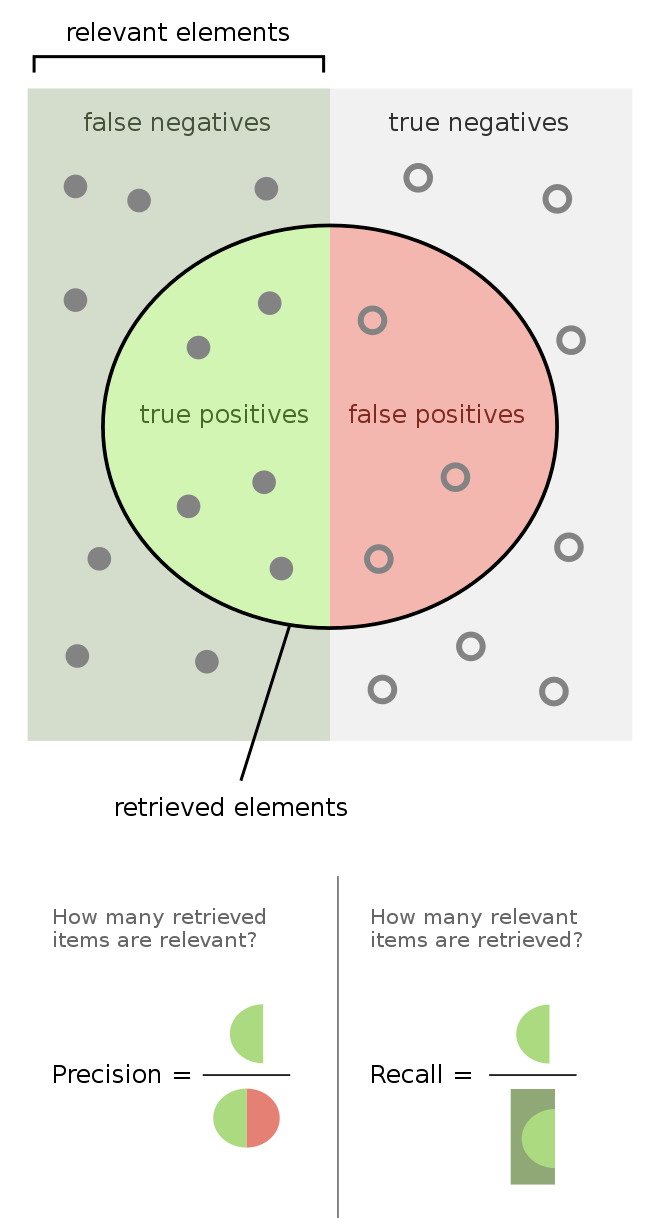 relevant elements
false negatives
true negatives
true positives
false positives
retrieved elements
How many retrieved
items are relevant?
How many relevant
items are retrieved?
Precision =
Recall =